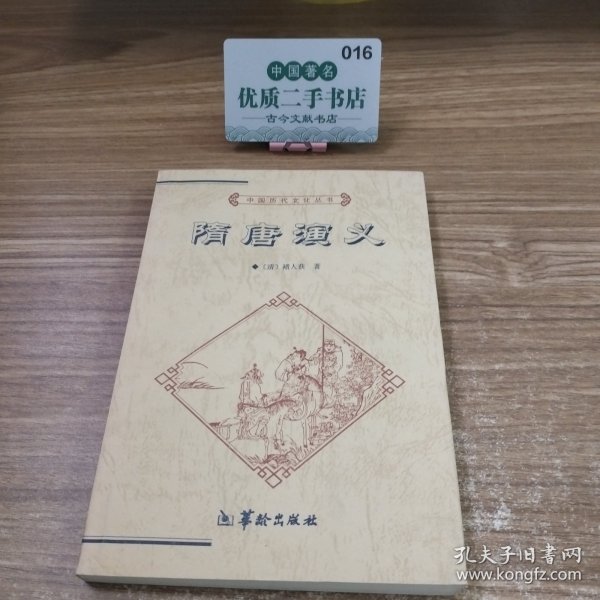 016
中国著名
优质二手书店
古今文献书店
中国历代文化丛书
隋唐演义
◆〔清〕褚人获 著
华龄出版社
孔夫子旧书网
www.kongfz.com